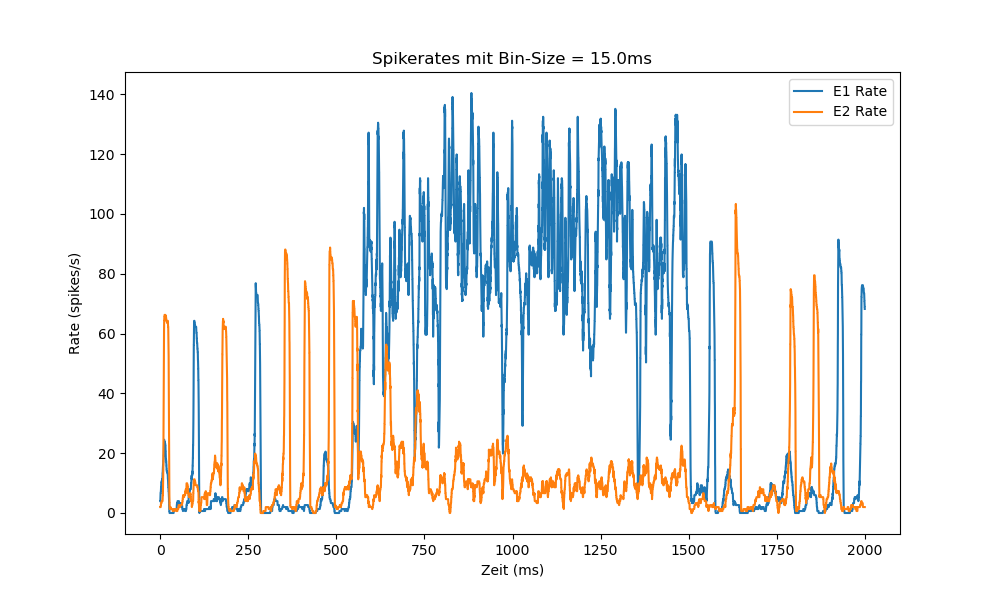 Spikerates mit Bin-Size = 15.0ms
E1 Rate
E2 Rate
140
120
100
80
60
40
20
0
Rate (spikes/s)
0 250 500 750 1000 1250 1500 1750 2000
Zeit (ms)